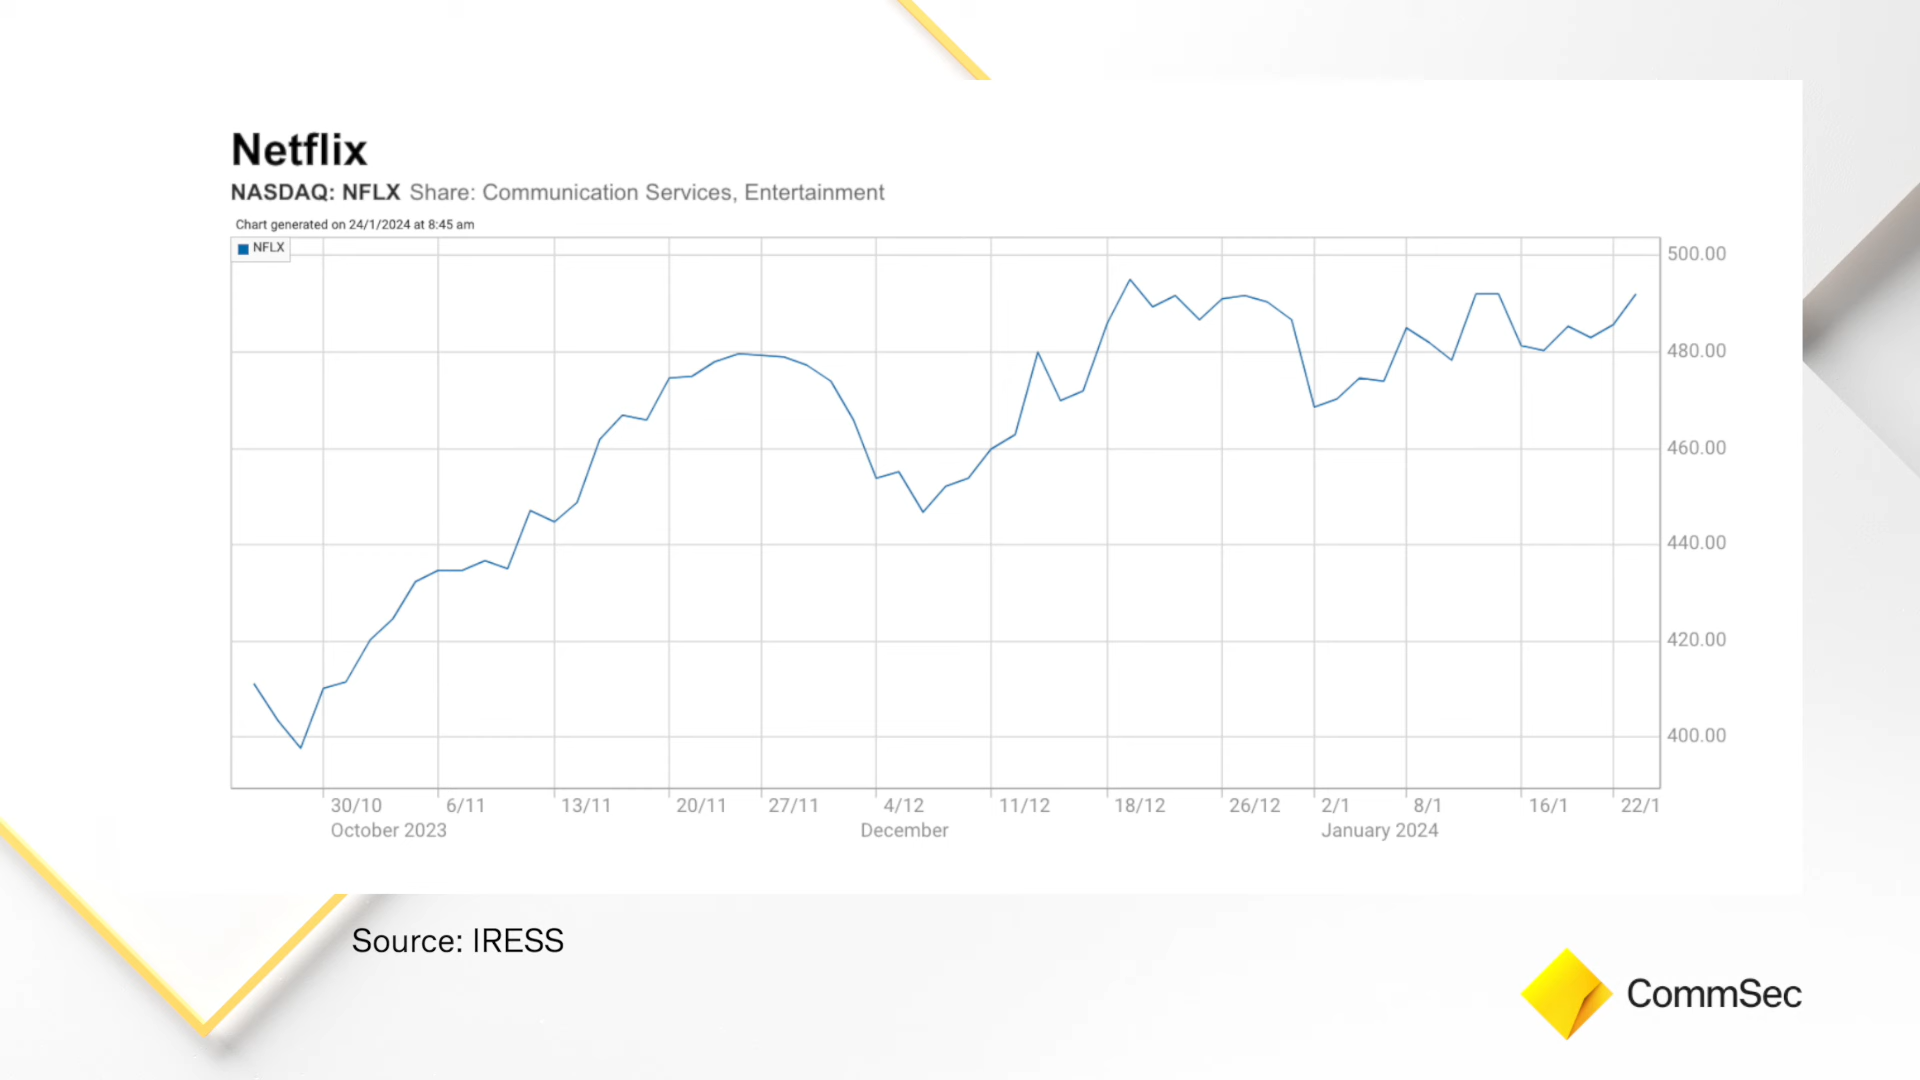 Netflix
NASDAQ: NFLX Share: Communication Services, Entertainment
Chart generated on 24/1/2024 at 8:45 am
NFLX
500.00
480.00
460.00
440.00
420.00
400.00
30/10 6/11 13/11 20/11 27/11 4/12 11/12 18/12 26/12 2/1 8/1 16/1 22/1
October 2023 December January 2024
Source: IRESS
CommSec